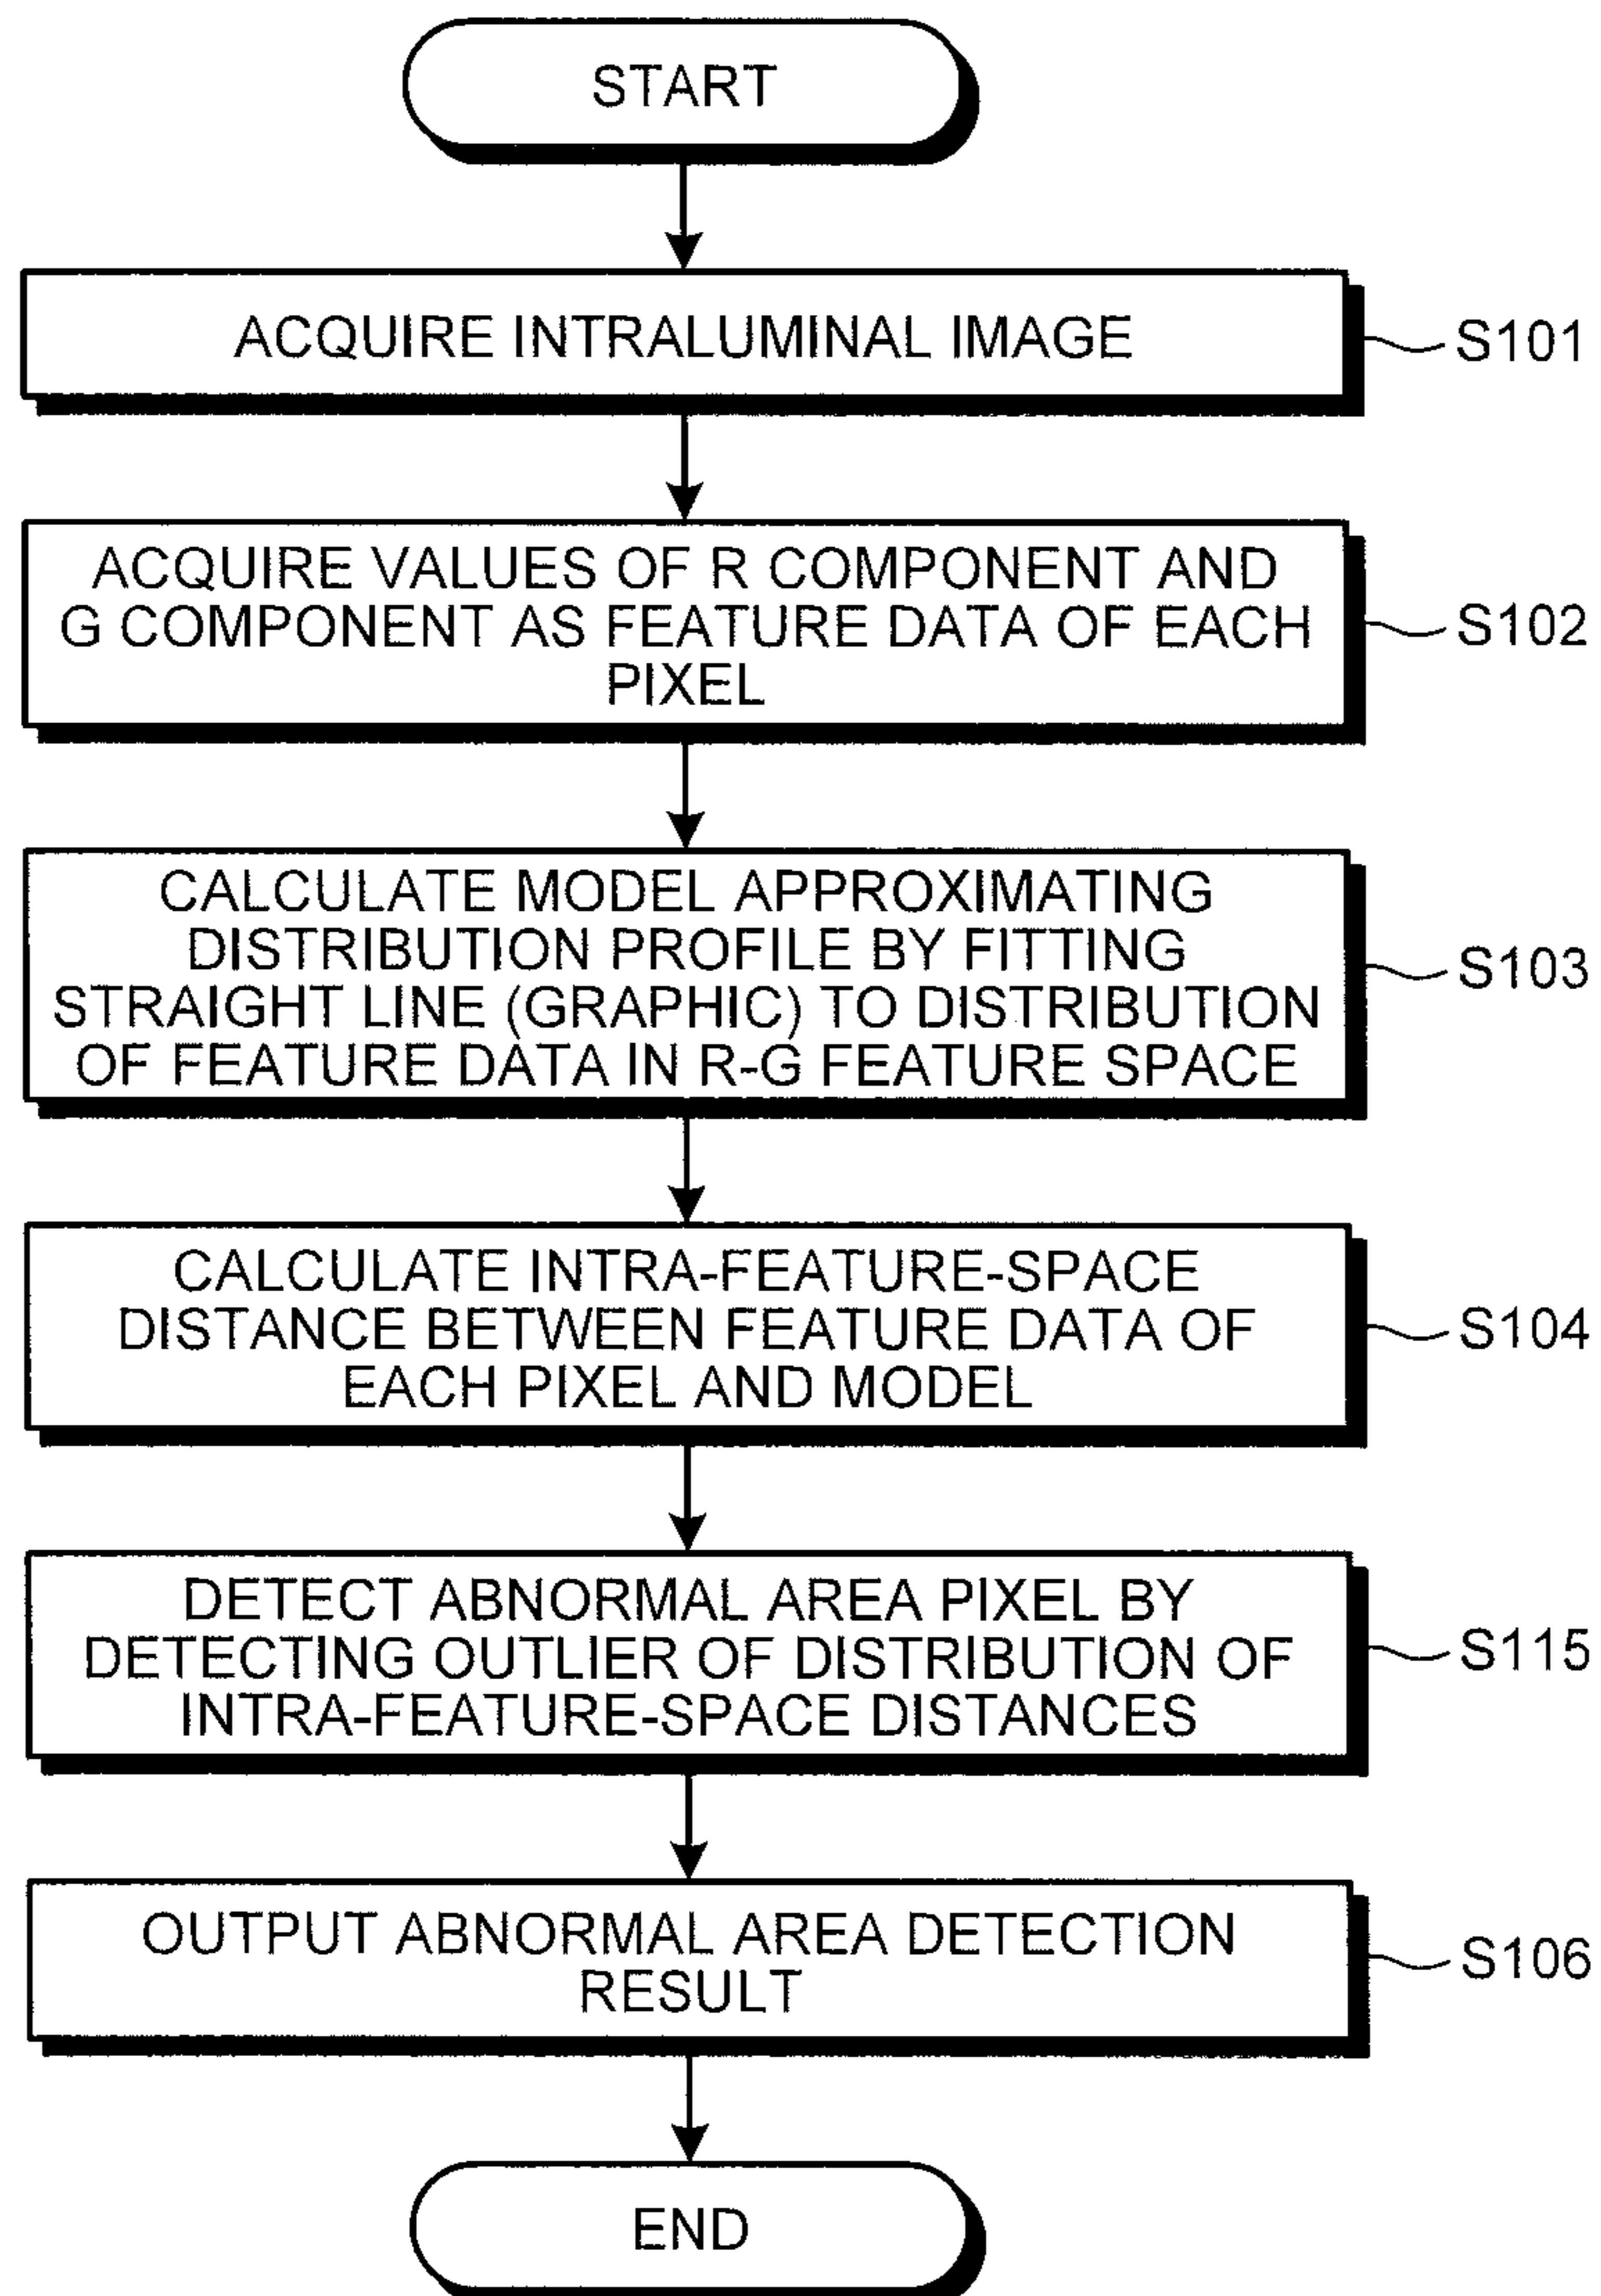 START
ACQUIRE INTRALUMINAL IMAGE
S101
ACQUIRE VALUES OF R COMPONENT AND
G COMPONENT AS FEATURE DATA OF EACH
PIXEL
S102
CALCULATE MODEL APPROXIMATING
DISTRIBUTION PROFILE BY FITTING
STRAIGHT LINE (GRAPHIC) TO DISTRIBUTION
OF FEATURE DATA IN R-G FEATURE SPACE
S103
CALCULATE INTRA-FEATURE-SPACE
DISTANCE BETWEEN FEATURE DATA OF
EACH PIXEL AND MODEL
S104
DETECT ABNORMAL AREA PIXEL BY
DETECTING OUTLIER OF DISTRIBUTION OF
INTRA-FEATURE-SPACE DISTANCES
S115
OUTPUT ABNORMAL AREA DETECTION
RESULT
S106
END